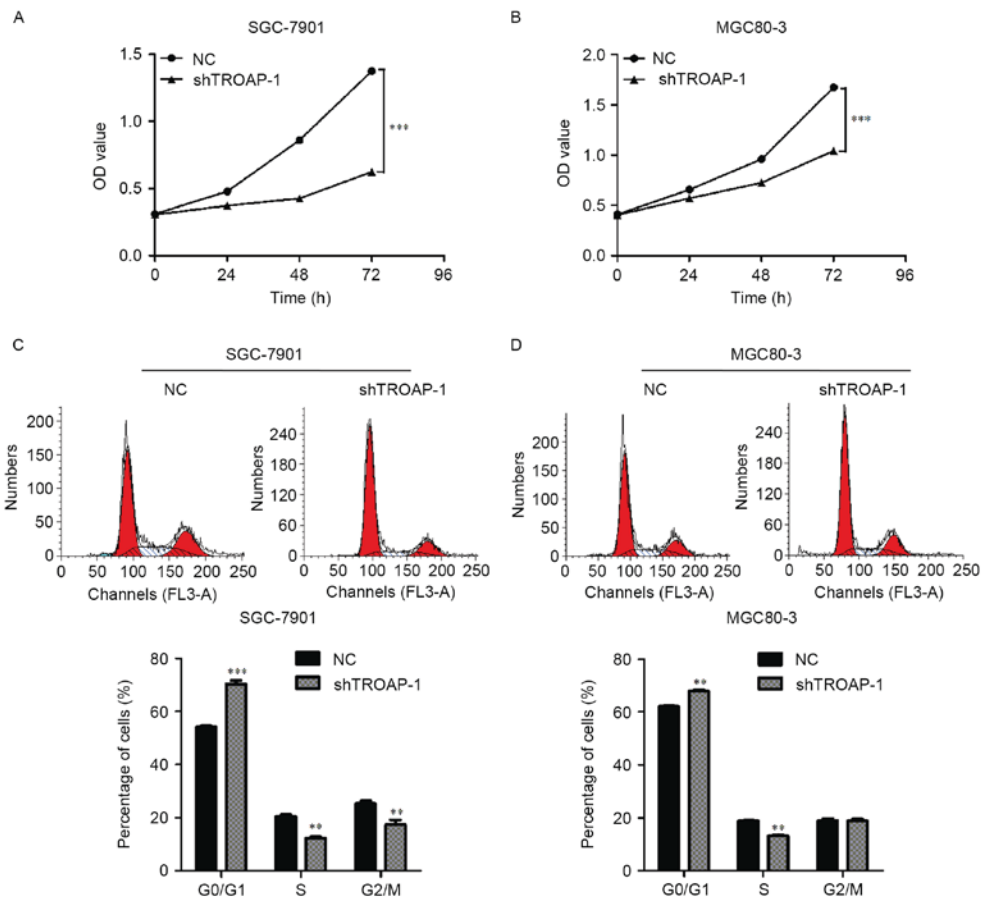 A
SGC-7901
NC
shTROAP-1
1.5
1.0
0.5
0.0
OD value
***
0 24 48 72 96
Time (h)
B
MGC80-3
NC
shTROAP-1
2.0
1.5
1.0
0.5
0.0
OD value
***
0 24 48 72 96
Time (h)
C
SGC-7901
NC
shTROAP-1
200
150
100
50
0
Numbers
0 50 100 150 200 250
Channels (FL3-A)
240
180
120
60
0
Numbers
0 50 100 150 200 250
Channels (FL3-A)
SGC-7901
NC
shTROAP-1
80
60
40
20
0
Percentage of cells (%)
***
**
**
G0/G1 S G2/M
D
MGC80-3
NC
shTROAP-1
200
150
100
50
0
Numbers
0 50 100 150 200 250
Channels (FL3-A)
240
180
120
60
0
Numbers
0 50 100 150 200 250
Channels (FL3-A)
MGC80-3
NC
shTROAP-1
80
60
40
20
0
Percentage of cells (%)
**
**
G0/G1 S G2/M